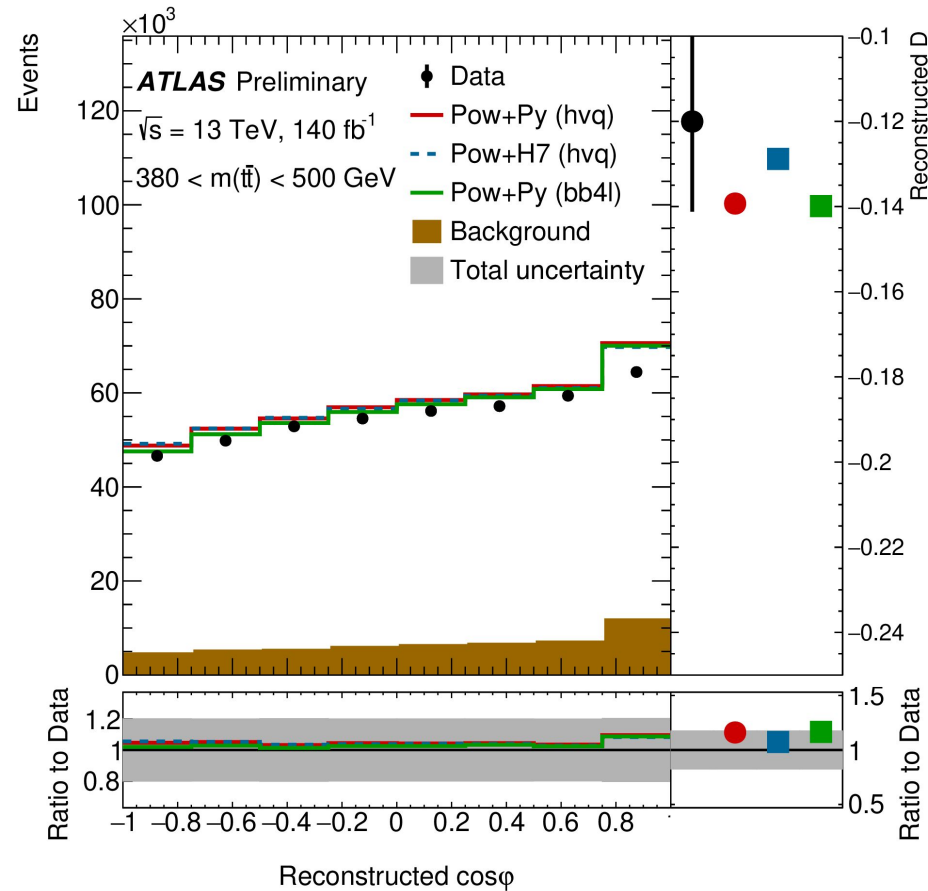 ×10³
Events
120
100
80
60
40
20
0
ATLAS Preliminary
√s = 13 TeV, 140 fb⁻¹
380 < m(tt̄) < 500 GeV
Data
Pow+Py (hvq)
Pow+H7 (hvq)
Pow+Py (bb4l)
Background
Total uncertainty
Reconstructed D
−0.1
−0.12
−0.14
−0.16
−0.18
−0.2
−0.22
−0.24
Ratio to Data
1.2
1
0.8
1.5
1
0.5
Ratio to Data
−1 −0.8 −0.6 −0.4 −0.2 0 0.2 0.4 0.6 0.8
Reconstructed cosφ